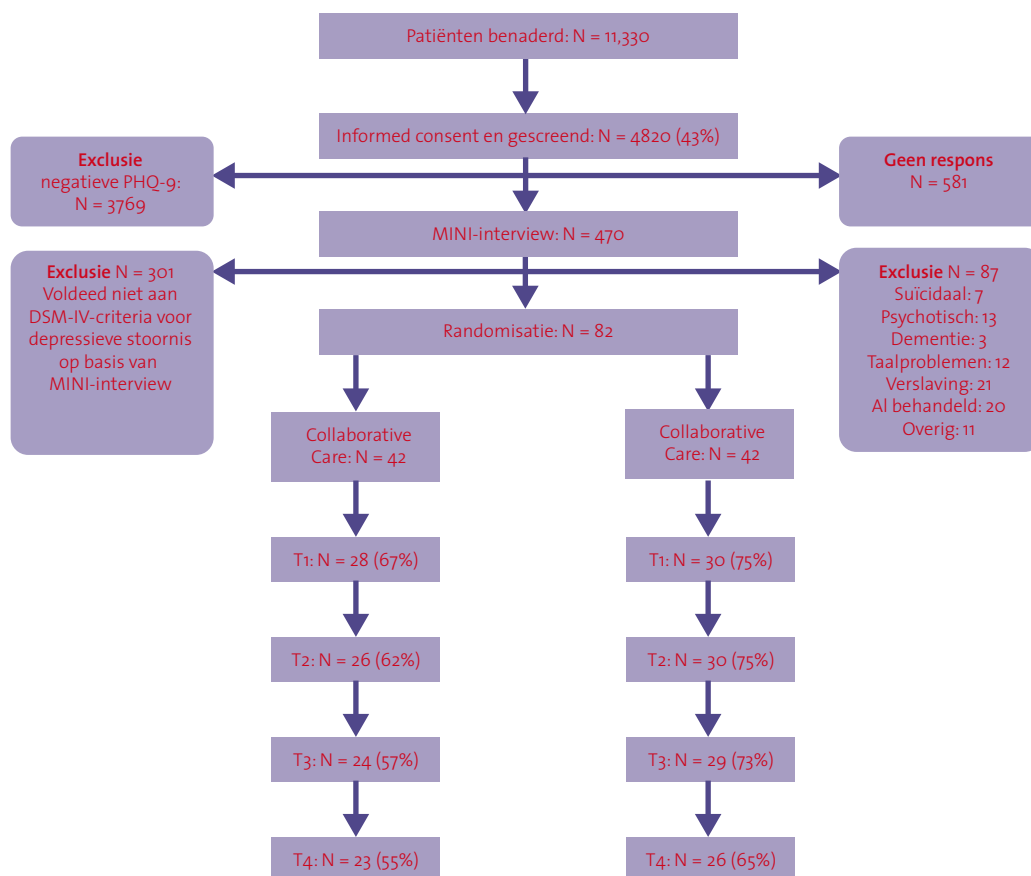 Patiënten benaderd: N = 11,330
Informed consent en gescreend: N = 4820 (43%)
Exclusie
negatieve PHQ-9:
N = 3769
Geen respons
N = 581
MINI-interview: N = 470
Exclusie N = 301
Voldeed niet aan
DSM-IV-criteria voor
depressieve stoornis
op basis van
MINI-interview
Exclusie N = 87
Suïcidaal: 7
Psychotisch: 13
Dementie: 3
Taalproblemen: 12
Verslaving: 21
Al behandeld: 20
Overig: 11
Randomisatie: N = 82
Collaborative
Care: N = 42
Collaborative
Care: N = 42
T1: N = 28 (67%)
T1: N = 30 (75%)
T2: N = 26 (62%)
T2: N = 30 (75%)
T3: N = 24 (57%)
T3: N = 29 (73%)
T4: N = 23 (55%)
T4: N = 26 (65%)